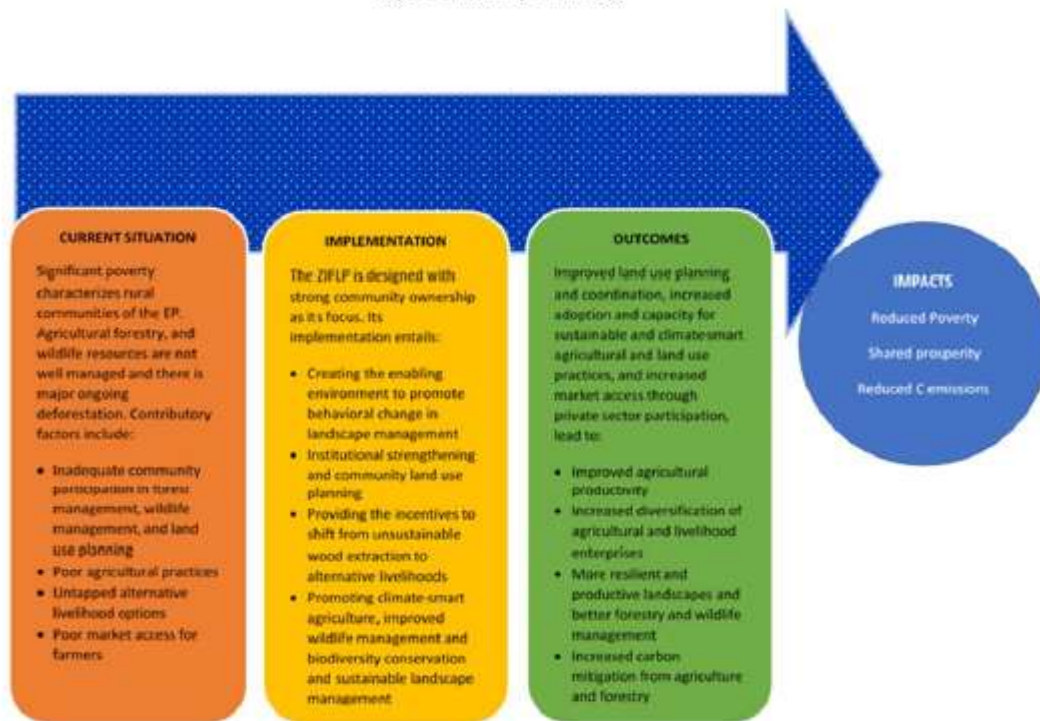 CURRENT SITUATION
Significant poverty
characterizes rural
communities of the EP.
Agricultural forestry, and
wildlife resources are not
well managed and there is
major ongoing
deforestation. Contributory
factors include:
• Inadequate community
participation in forest
management, wildlife
management, and land
use planning
• Poor agricultural practices
• Untapped alternative
livelihood options
• Poor market access for
farmers
IMPLEMENTATION
The ZIFLP is designed with
strong community ownership
as its focus. Its
implementation entails:
• Creating the enabling
environment to promote
behavioral change in
landscape management
• Institutional strengthening
and community land use
planning
• Providing the incentives to
shift from unsustainable
wood extraction to
alternative livelihoods
• Promoting climate-smart
agriculture, improved
wildlife management and
biodiversity conservation
and sustainable landscape
management
OUTCOMES
Improved land use planning
and coordination, increased
adoption and capacity for
sustainable and climate-smart
agricultural and land use
practices, and increased
market access through
private sector participation,
lead to:
• Improved agricultural
productivity
• Increased diversification of
agricultural and livelihood
enterprises
• More resilient and
productive landscapes and
better forestry and wildlife
management
• Increased carbon
mitigation from agriculture
and forestry
IMPACTS
Reduced Poverty
Shared prosperity
Reduced C emissions